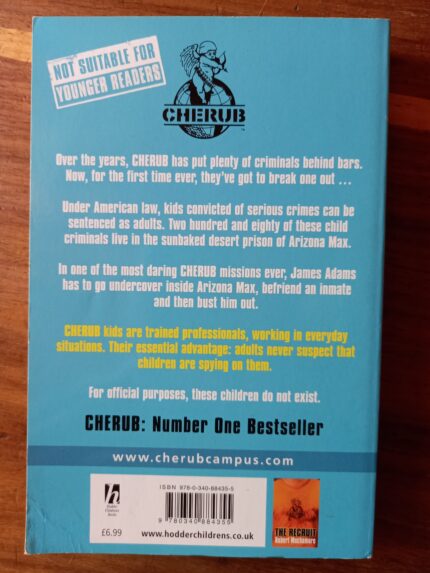 NOT SUITABLE FOR
YOUNGER READERS
CHERUB
Over the years, CHERUB has put plenty of criminals behind bars.
Now, for the first time ever, they've got to break one out ...
Under American law, kids convicted of serious crimes can be
sentenced as adults. Two hundred and eighty of these child
criminals live in the sunbaked desert prison of Arizona Max.
In one of the most daring CHERUB missions ever, James Adams
has to go undercover inside Arizona Max, befriend an inmate
and then bust him out.
CHERUB kids are trained professionals, working in everyday
situations. Their essential advantage: adults never suspect that
children are spying on them.
For official purposes, these children do not exist.
CHERUB: Number One Bestseller
www.cherubcampus.com
h
Hodder
Children's
Books
£6.99
ISBN 978-0-340-88435-5
9 780340 884355
www.hodderchildrens.co.uk
THE RECRUIT
Robert Muchamore